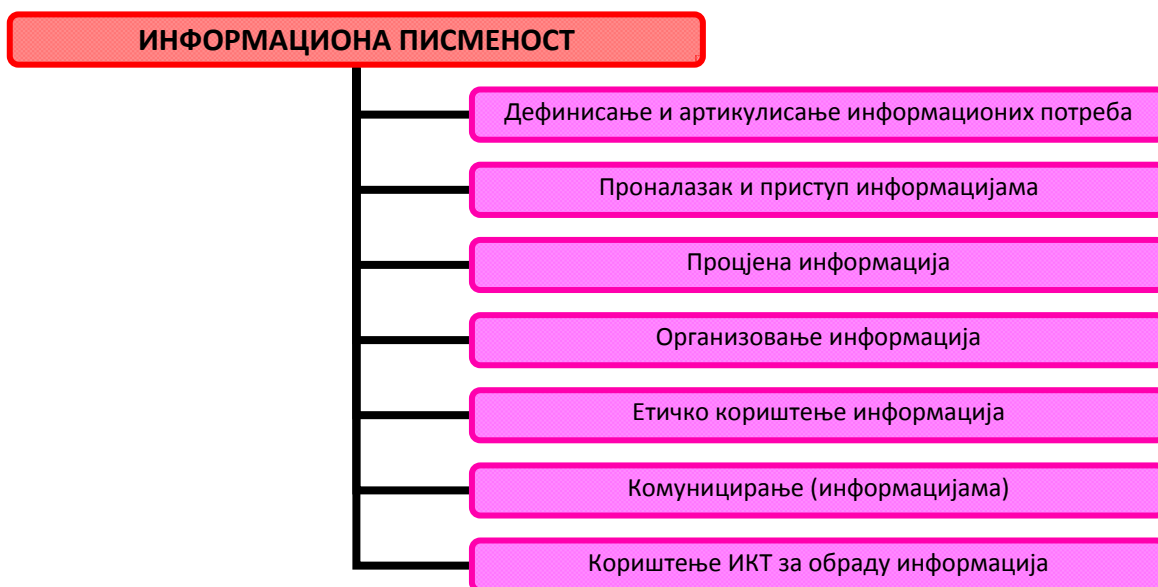 ИНФОРМАЦИОНА ПИСМЕНОСТ
Дефинисање и артикулисање информационих потреба
Проналазак и приступ информацијама
Процјена информација
Организовање информација
Етичко кориштење информација
Комуницирање (информацијама)
Кориштење ИКТ за обраду информација